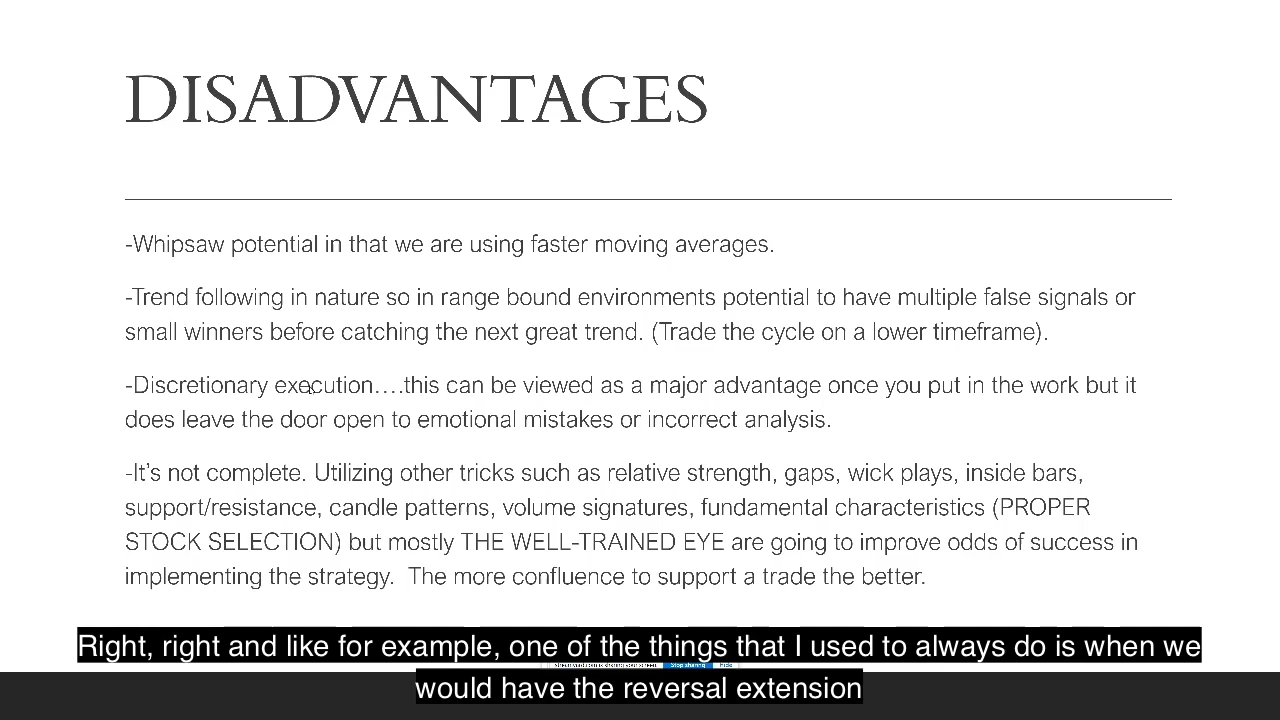 DISADVANTAGES
-Whipsaw potential in that we are using faster moving averages.
-Trend following in nature so in range bound environments potential to have multiple false signals or
small winners before catching the next great trend. (Trade the cycle on a lower timeframe).
-Discretionary execution....this can be viewed as a major advantage once you put in the work but it
does leave the door open to emotional mistakes or incorrect analysis.
-It's not complete. Utilizing other tricks such as relative strength, gaps, wick plays, inside bars,
support/resistance, candle patterns, volume signatures, fundamental characteristics (PROPER
STOCK SELECTION) but mostly THE WELL-TRAINED EYE are going to improve odds of success in
implementing the strategy.  The more confluence to support a trade the better.
Right, right and like for example, one of the things that I used to always do is when we
is sharing your screen. Stop sharing Hide
would have the reversal extension